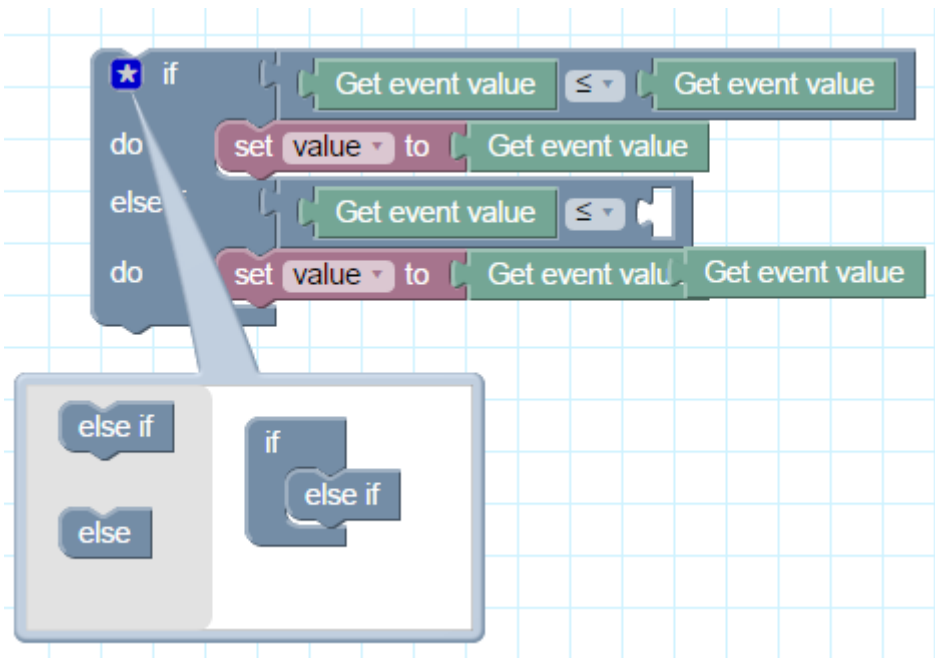 if Get event value ≤ Get event value
do set value to Get event value
else if Get event value ≤
do set value to Get event valu Get event value
else if
if
else if
else